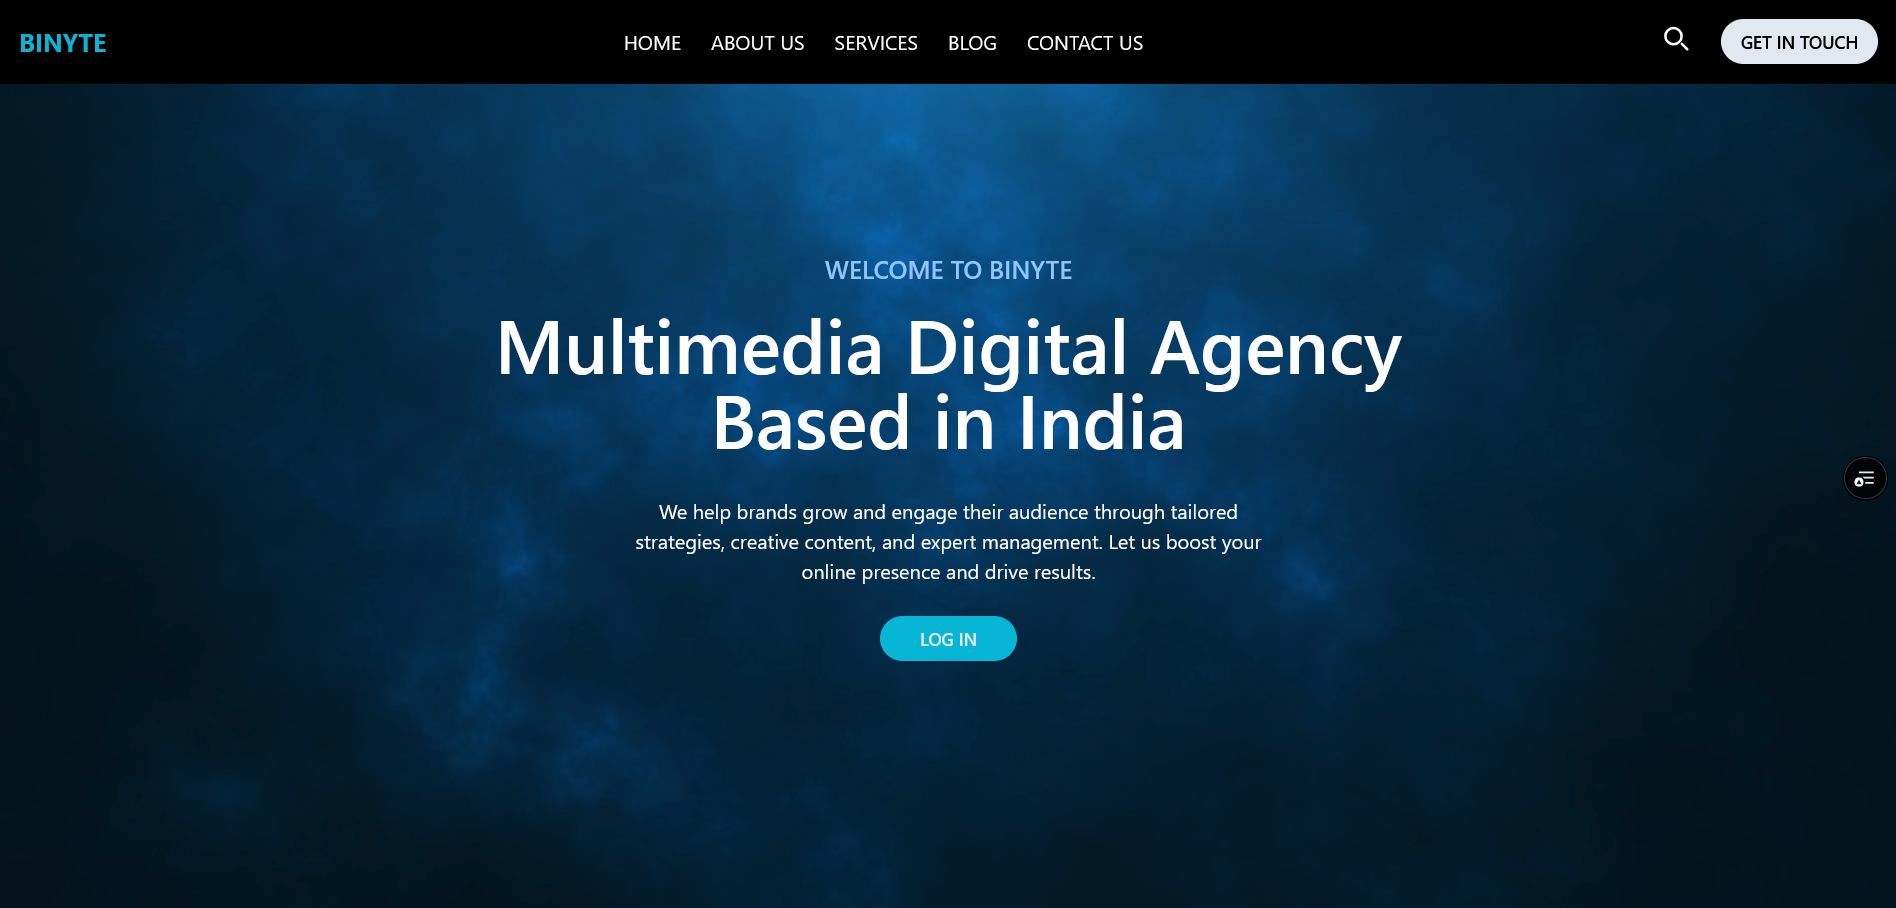 BINYTE
HOME ABOUT US SERVICES BLOG CONTACT US
GET IN TOUCH
WELCOME TO BINYTE
Multimedia Digital Agency
Based in India
We help brands grow and engage their audience through tailored
strategies, creative content, and expert management. Let us boost your
online presence and drive results.
LOG IN